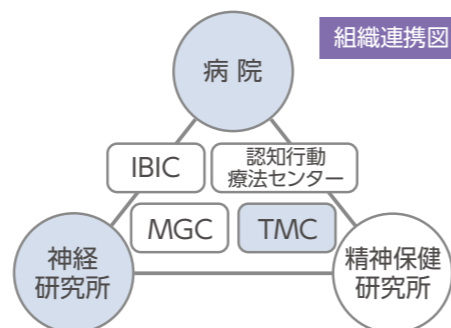 組織連携図
病 院
IBIC
認知行動
療法センター
MGC
TMC
神経
研究所
精神保健
研究所